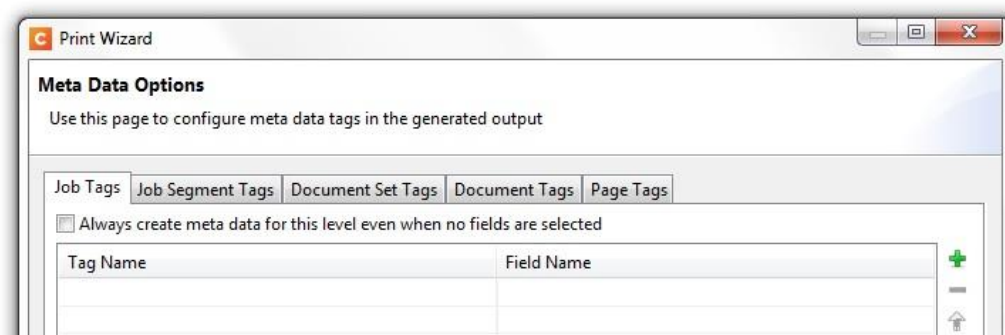 C Print Wizard
Meta Data Options
Use this page to configure meta data tags in the generated output
Job Tags Job Segment Tags Document Set Tags Document Tags Page Tags
Always create meta data for this level even when no fields are selected
Tag Name Field Name